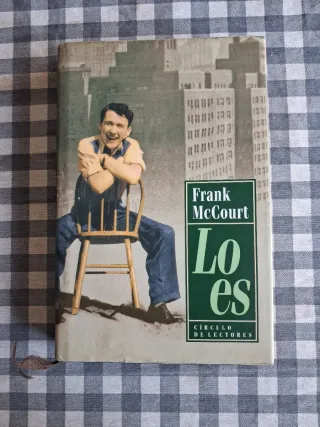 Frank
McCourt
Lo
es
CÍRCULO
DE LECTORES